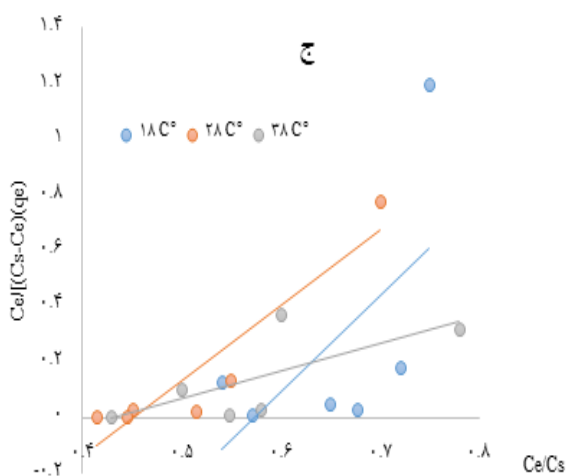 ۱.۴
ج
۱.۲
۱
۱۸ C° ۲۸ C° ۳۸ C°
۰.۸
۰.۶
Ce/[(Cs-Ce)(qe)
۰.۴
۰.۲
۰
۰.۴ ۰.۵ ۰.۶ ۰.۷ ۰.۸
-۰.۲
Ce/Cs